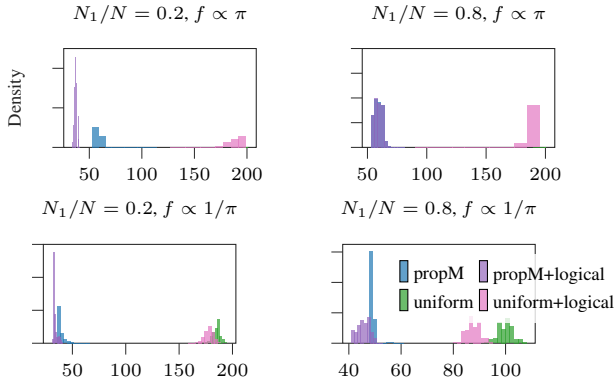 N₁/N = 0.2, f ∝ π
N₁/N = 0.8, f ∝ π
Density
50 100 150 200
50 100 150 200
N₁/N = 0.2, f ∝ 1/π
N₁/N = 0.8, f ∝ 1/π
propM
propM+logical
uniform
uniform+logical
50 100 150 200
40 60 80 100